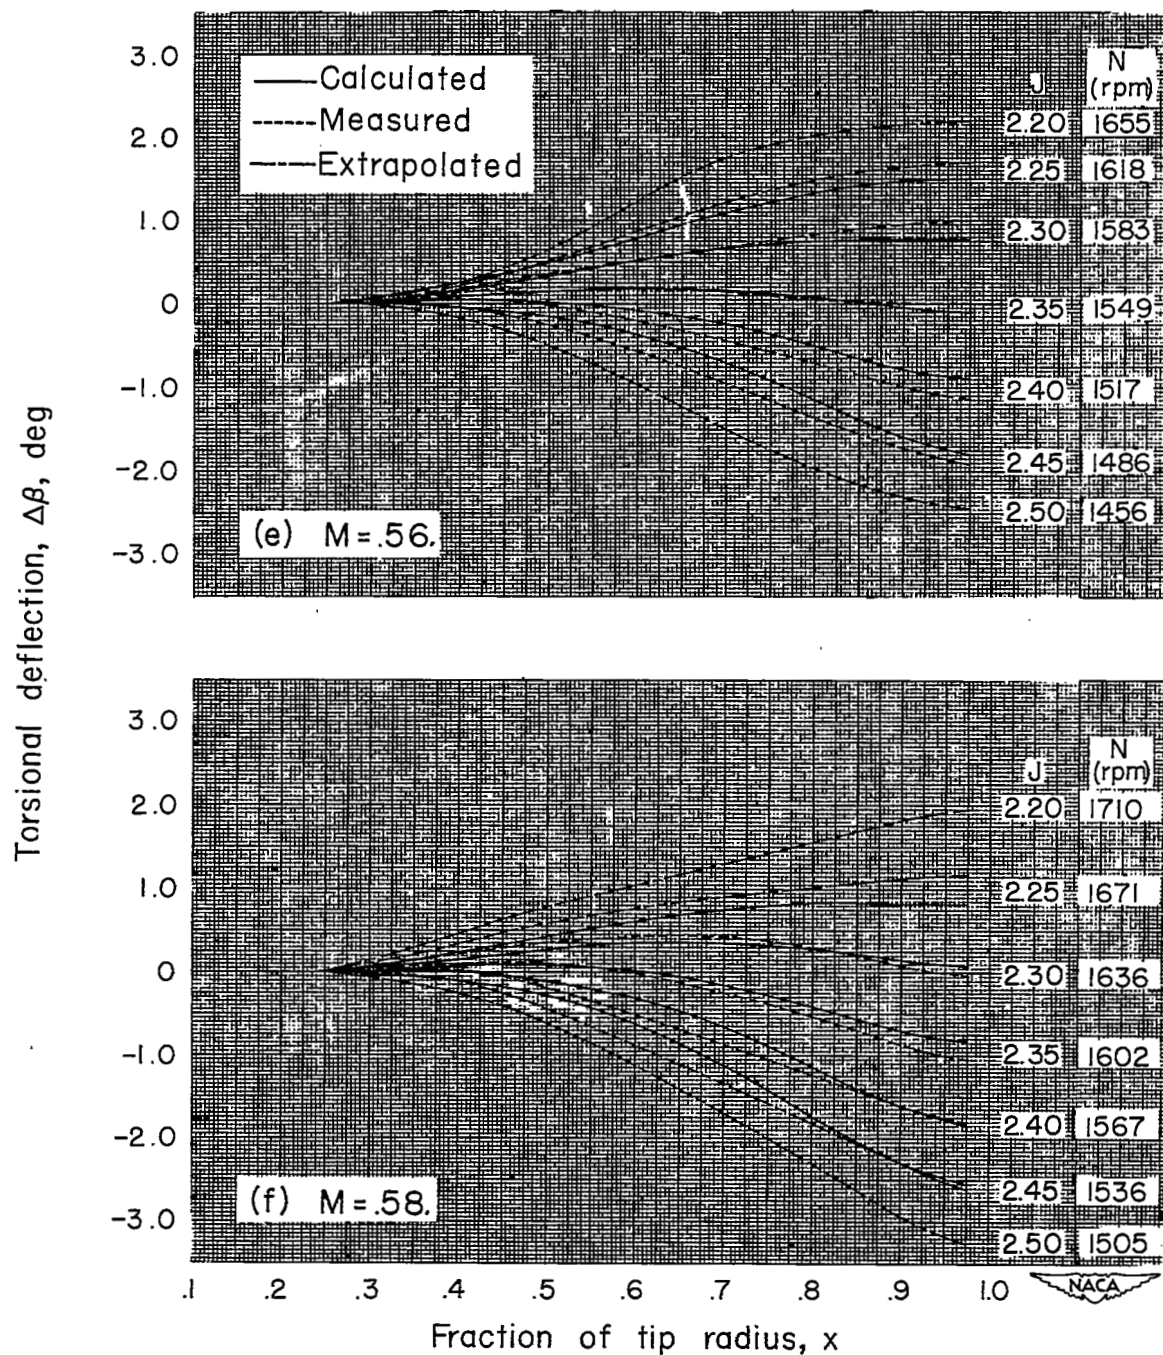 Torsional deflection, Δβ, deg
3.0
2.0
1.0
0
-1.0
-2.0
-3.0
Calculated
Measured
Extrapolated
J N (rpm)
2.20 1655
2.25 1618
2.30 1583
2.35 1549
2.40 1517
2.45 1486
2.50 1456
(e) M = .56.
3.0
2.0
1.0
0
-1.0
-2.0
-3.0
J N (rpm)
2.20 1710
2.25 1671
2.30 1636
2.35 1602
2.40 1567
2.45 1536
2.50 1505
(f) M = .58.
.1 .2 .3 .4 .5 .6 .7 .8 .9 1.0
NACA
Fraction of tip radius, x